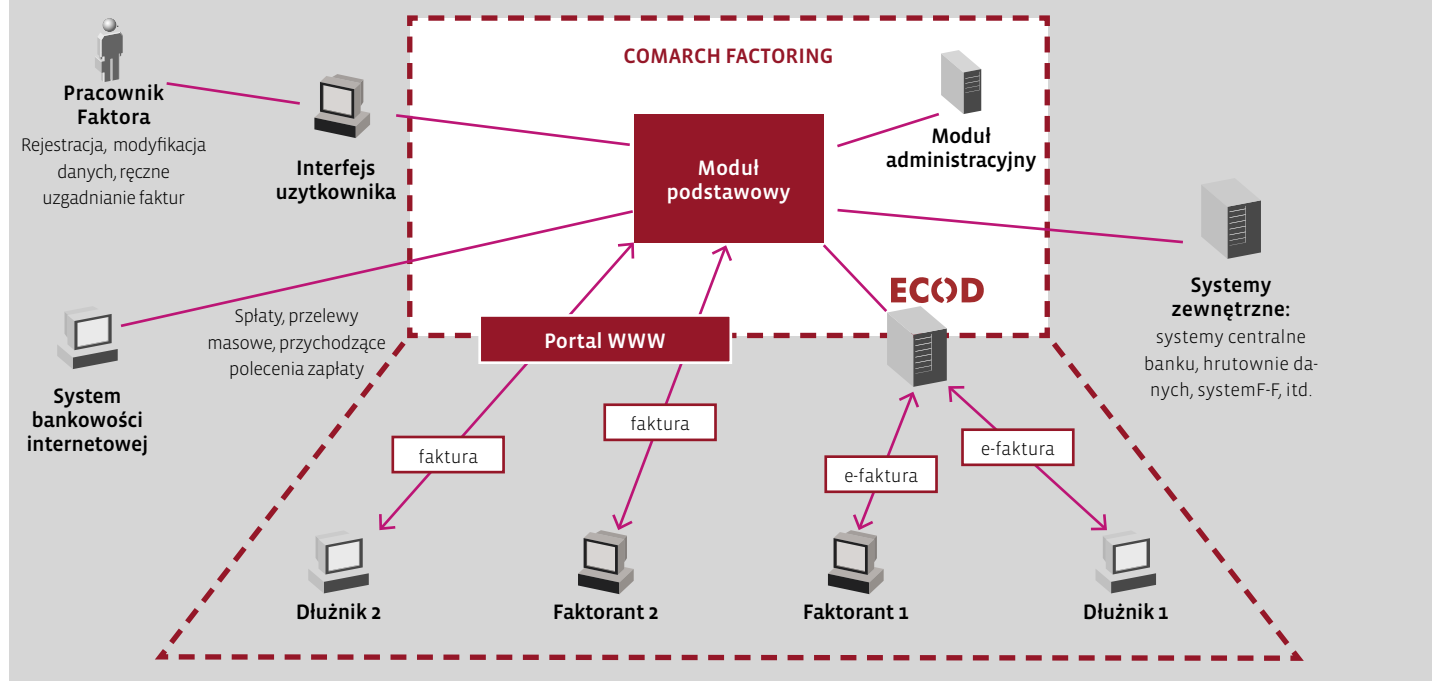 COMARCH FACTORING
Pracownik
Faktora
Rejestracja, modyfikacja
danych, ręczne
uzgadnianie faktur
Interfejs
uzytkownika
Moduł
podstawowy
Moduł
administracyjny
Systemy
zewnętrzne:
systemy centralne
banku, hrutownie da-
nych, systemF-F, itd.
ECOD
Spłaty, przelewy
masowe, przychodzące
polecenia zapłaty
Portal WWW
System
bankowości
internetowej
faktura
faktura
e-faktura
e-faktura
Dłużnik 2
Faktorant 2
Faktorant 1
Dłużnik 1